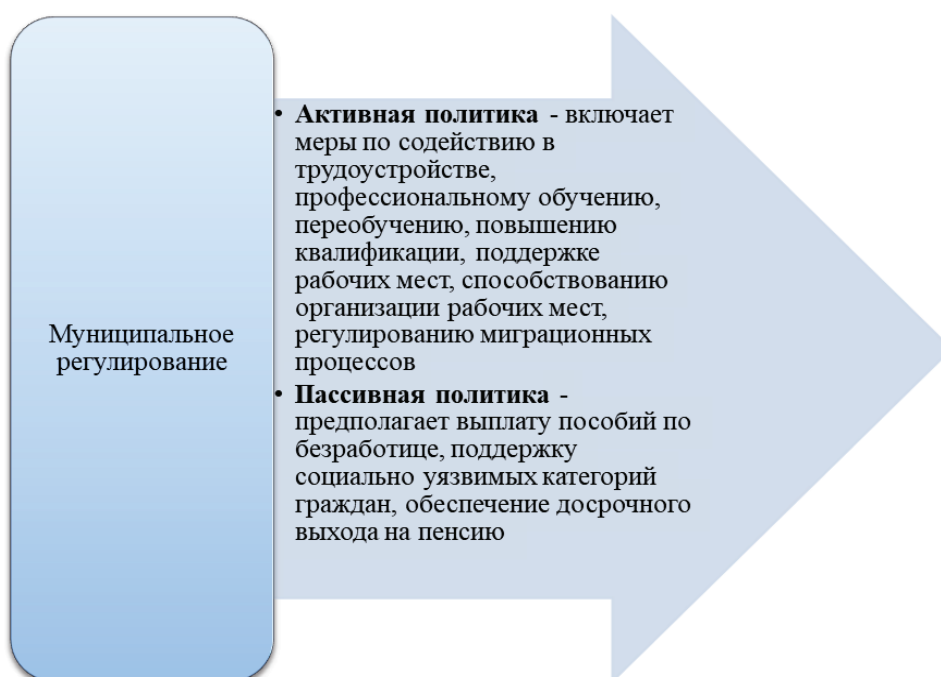 Муниципальное
регулирование
• Активная политика - включает
меры по содействию в
трудоустройстве,
профессиональному обучению,
переобучению, повышению
квалификации, поддержке
рабочих мест, способствованию
организации рабочих мест,
регулированию миграционных
процессов
• Пассивная политика -
предполагает выплату пособий по
безработице, поддержку
социально уязвимых категорий
граждан, обеспечение досрочного
выхода на пенсию